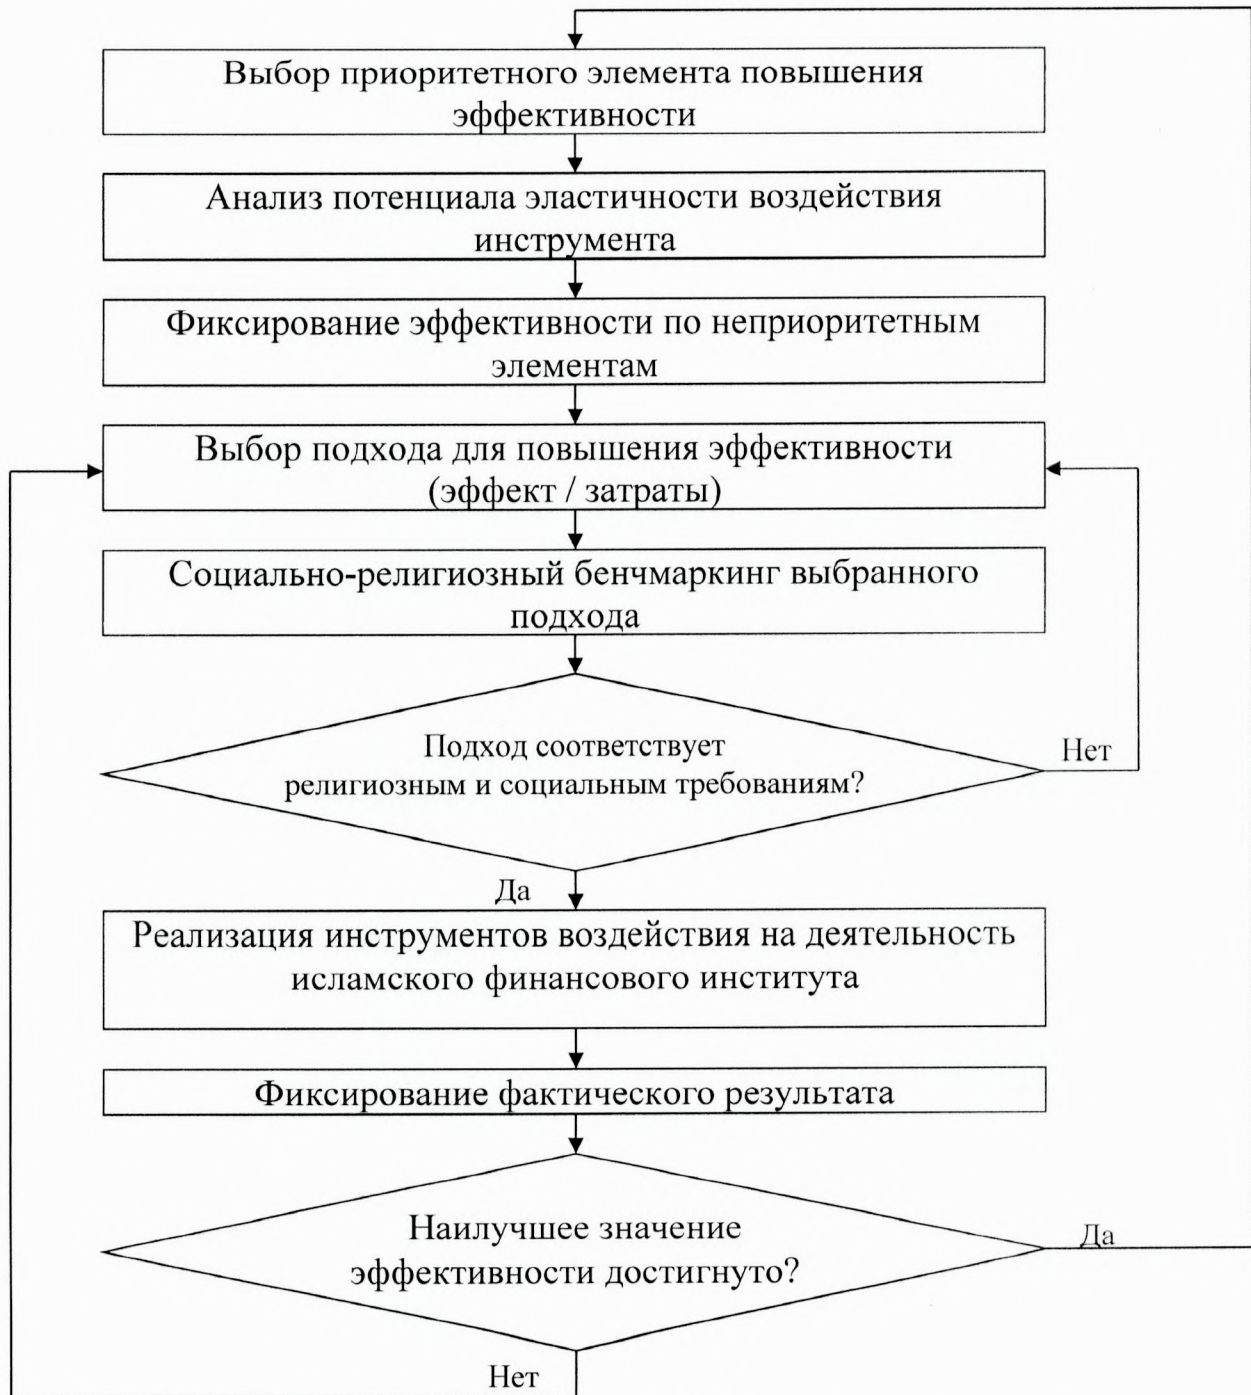 Выбор приоритетного элемента повышения
эффективности
Анализ потенциала эластичности воздействия
инструмента
Фиксирование эффективности по неприоритетным
элементам
Выбор подхода для повышения эффективности
(эффект / затраты)
Социально-религиозный бенчмаркинг выбранного
подхода
Подход соответствует
религиозным и социальным требованиям?
Нет
Да
Реализация инструментов воздействия на деятельность
исламского финансового института
Фиксирование фактического результата
Наилучшее значение
эффективности достигнуто?
Да
Нет